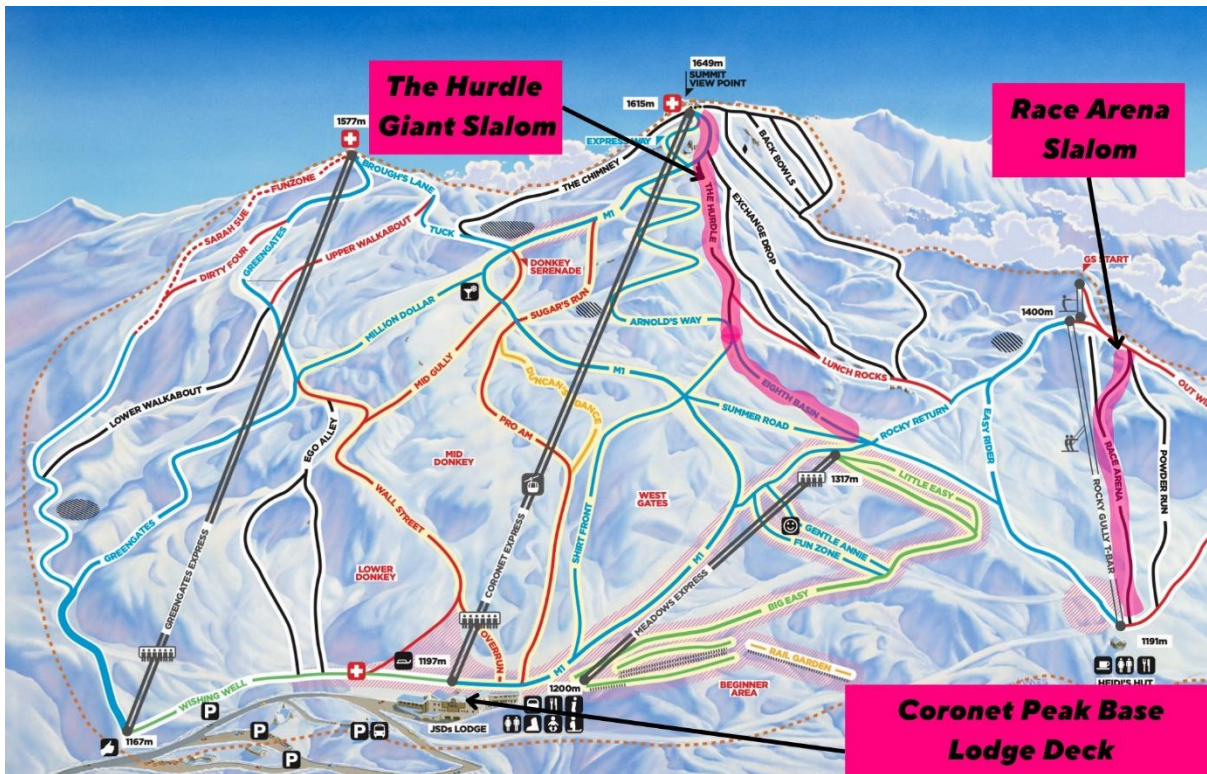 1649m
SUMMIT
VIEW POINT
The Hurdle
Giant Slalom
Race Arena
Slalom
1615m
1577m
EXPRESS WAY
BACK BOWLS
FUNZONE
BROUGH'S LANE
THE CHIMNEY
SARAH SUE
THE HURDLE
EXCHANGE DROP
M1
DIRTY FOUR
GREENGATES
UPPER WALKABOUT
TUCK
GS START
DONKEY
SERENADE
MILLION DOLLAR
SUGAR'S RUN
1400m
ARNOLD'S WAY
LUNCH ROCKS
OUT
MID GULLY
M1
DUNCAN'S DANCE
EIGHTH BASIN
LOWER WALKABOUT
SUMMER ROAD
ROCKY RETURN
EASY RIDER
EGO ALLEY
PRO AM
MID
DONKEY
RACE ARENA
POWDER RUN
WALL STREET
WEST
GATES
1317m
LITTLE EASY
ROCKY GULLY T-BAR
GREENGATES
CORONET EXPRESS
SHIRT FRONT
GENTLE ANNIE
FUN ZONE
GREENGATES EXPRESS
LOWER
DONKEY
M1
MEADOWS EXPRESS
BIG EASY
1191m
1197m
OVERRUN
M1
RAIL GARDEN
HEIDI'S HUT
WISHING WELL
1200m
BEGINNER
AREA
P
P
P
P
JSDs LODGE
1167m
Coronet Peak Base
Lodge Deck